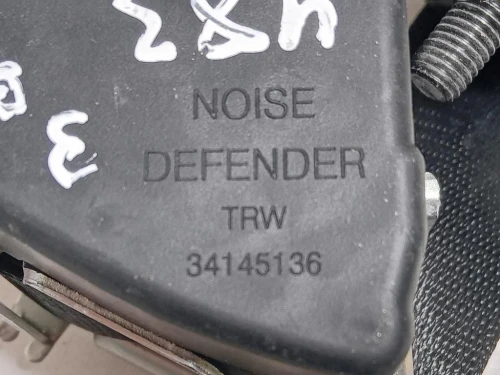 NOISE
DEFENDER
TRW
34145136